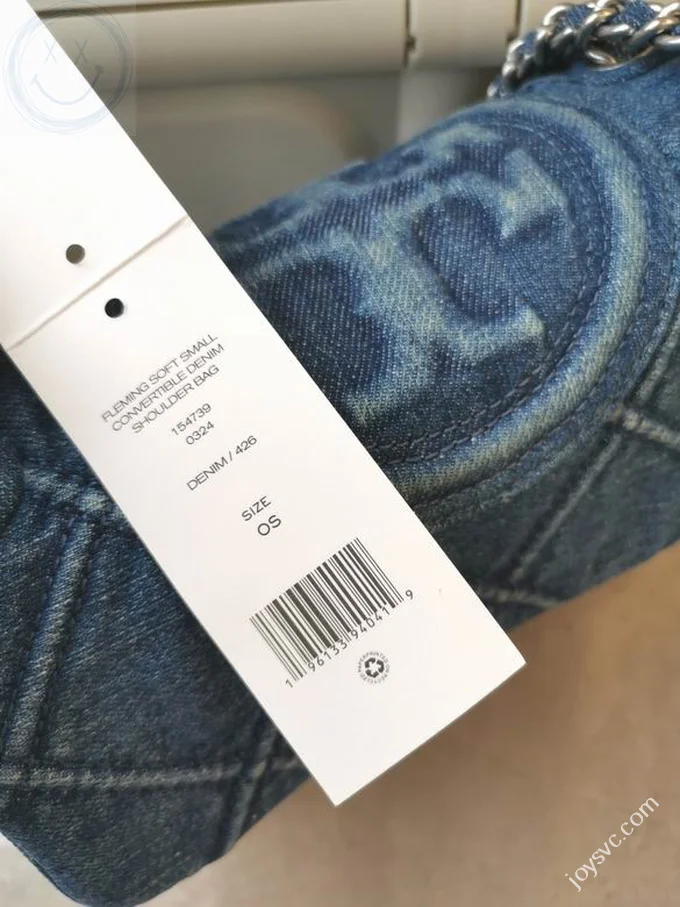 FLEMING SOFT SMALL
CONVERTIBLE DENIM
SHOULDER BAG
154739
0324
DENIM / 426
SIZE
OS
1 96133 94041 9
joysvc.com